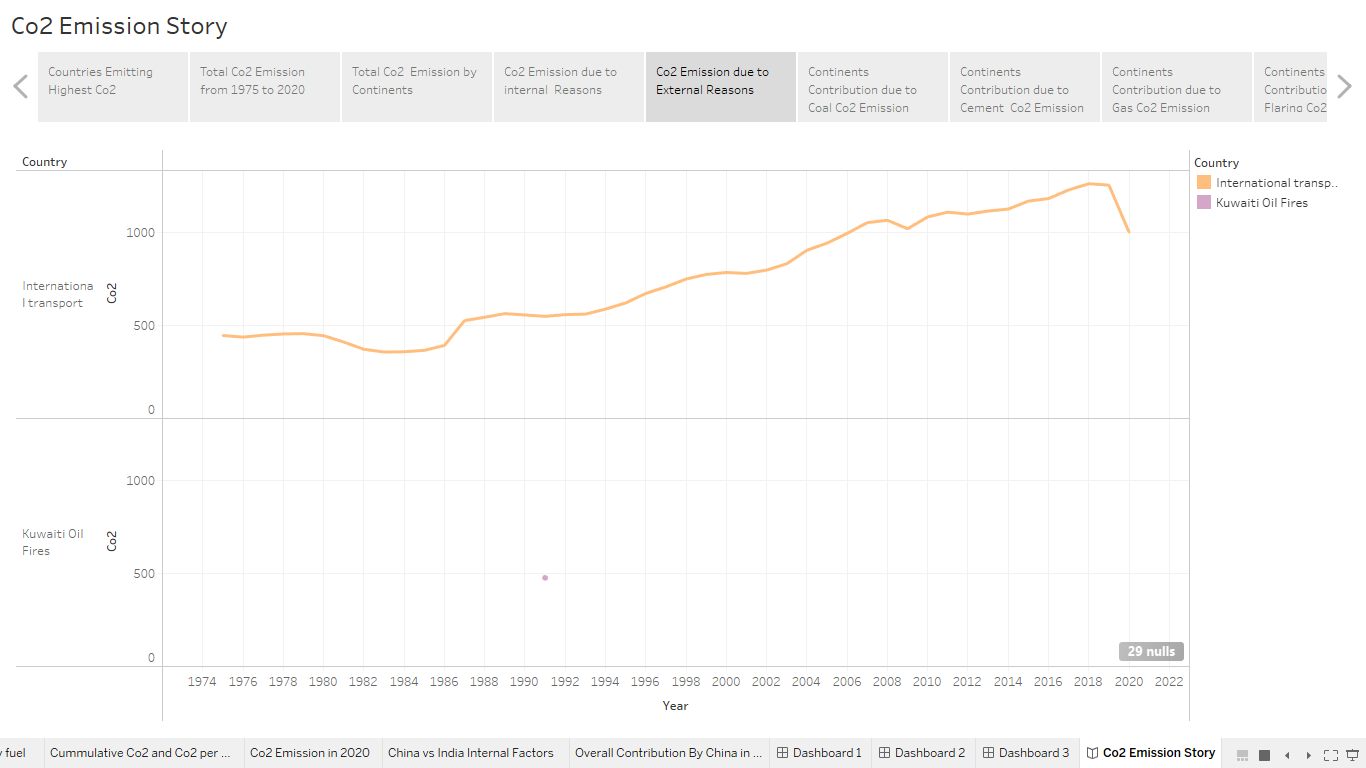 Co2 Emission Story
Countries Emitting
Highest Co2
Total Co2 Emission
from 1975 to 2020
Total Co2 Emission by
Continents
Co2 Emission due to
internal Reasons
Co2 Emission due to
External Reasons
Continents
Contribution due to
Coal Co2 Emission
Continents
Contribution due to
Cement Co2 Emission
Continents
Contribution due to
Gas Co2 Emission
Continents
Contributio
Flaring Co2
Country
Internationa
l transport
Co2
1000
500
0
Kuwaiti Oil
Fires
Co2
1000
500
0
29 nulls
1974 1976 1978 1980 1982 1984 1986 1988 1990 1992 1994 1996 1998 2000 2002 2004 2006 2008 2010 2012 2014 2016 2018 2020 2022
Year
Country
International transp..
Kuwaiti Oil Fires
y fuel Cummulative Co2 and Co2 per ... Co2 Emission in 2020 China vs India Internal Factors Overall Contribution By China in ... Dashboard 1 Dashboard 2 Dashboard 3 Co2 Emission Story